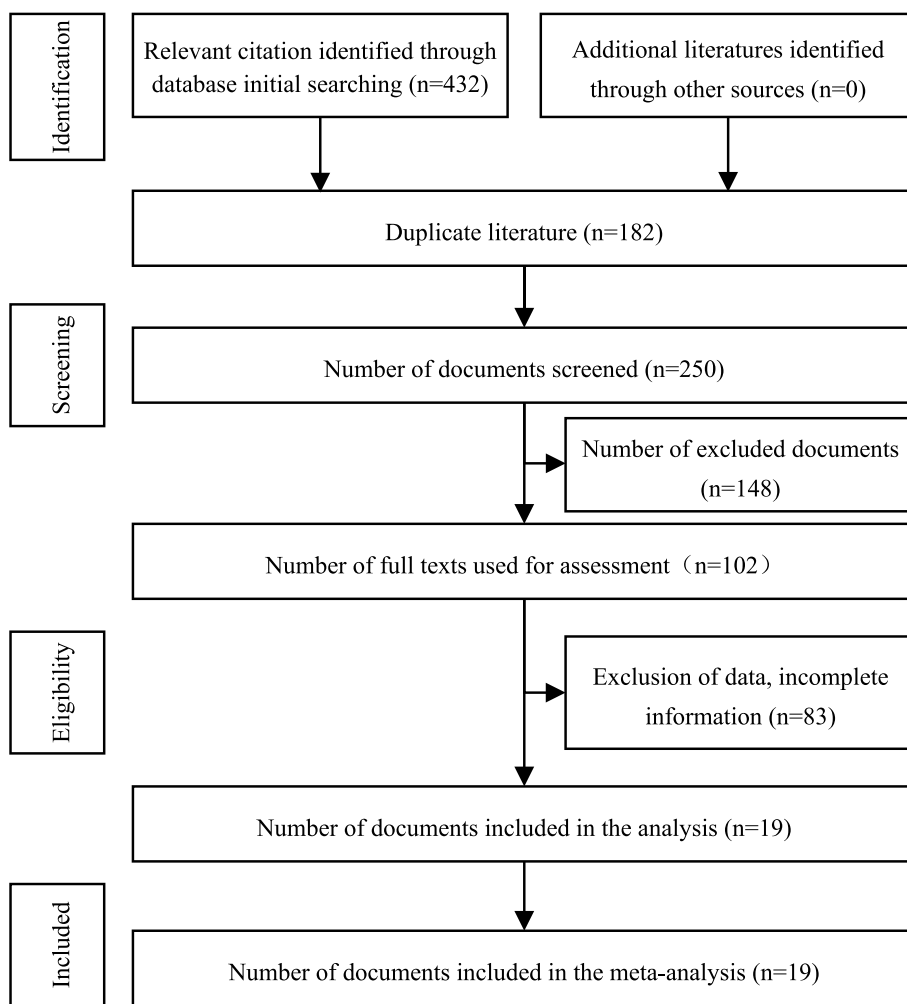 Identification
Relevant citation identified through
database initial searching (n=432)
Additional literatures identified
through other sources (n=0)
Duplicate literature (n=182)
Screening
Number of documents screened (n=250)
Number of excluded documents
(n=148)
Number of full texts used for assessment（n=102）
Eligibility
Exclusion of data, incomplete
information (n=83)
Number of documents included in the analysis (n=19)
Included
Number of documents included in the meta-analysis (n=19)